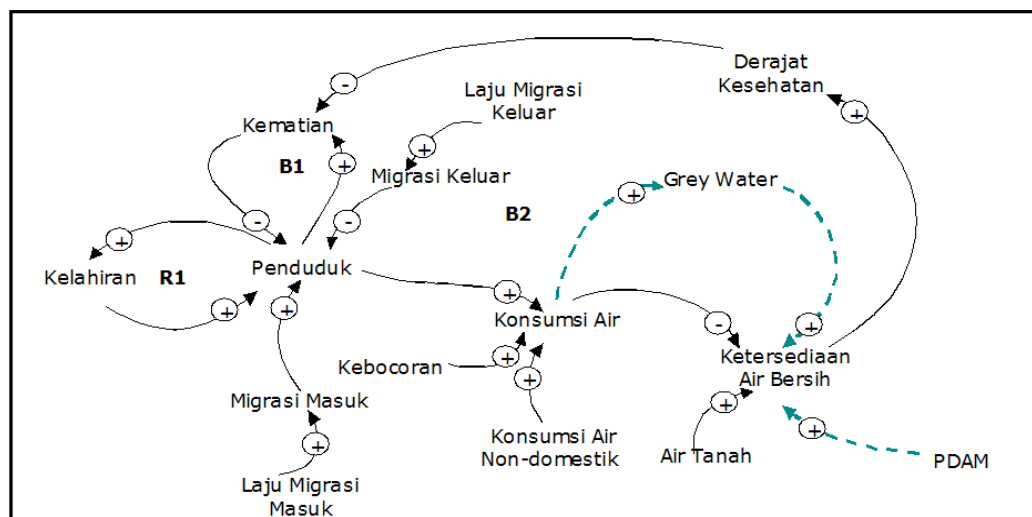 Derajat
Kesehatan
+
-
Laju Migrasi
Keluar
Kematian
+
B1
+
Migrasi Keluar
Grey Water
+
-
-
B2
+
Kelahiran
R1
Penduduk
+
+
+
Konsumsi Air
-
+
Ketersediaan
Air Bersih
Kebocoran
+
+
Migrasi Masuk
+
Konsumsi Air
Non-domestik
Air Tanah
+
PDAM
+
Laju Migrasi
Masuk